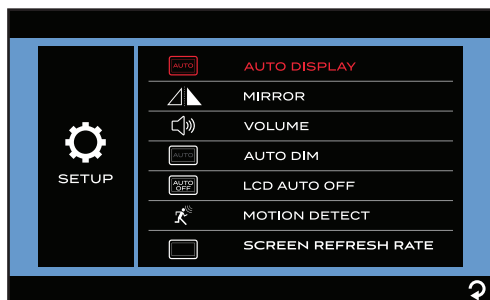 AUTO AUTO DISPLAY
MIRROR
VOLUME
AUTO AUTO DIM
SETUP
AUTO OFF LCD AUTO OFF
MOTION DETECT
SCREEN REFRESH RATE